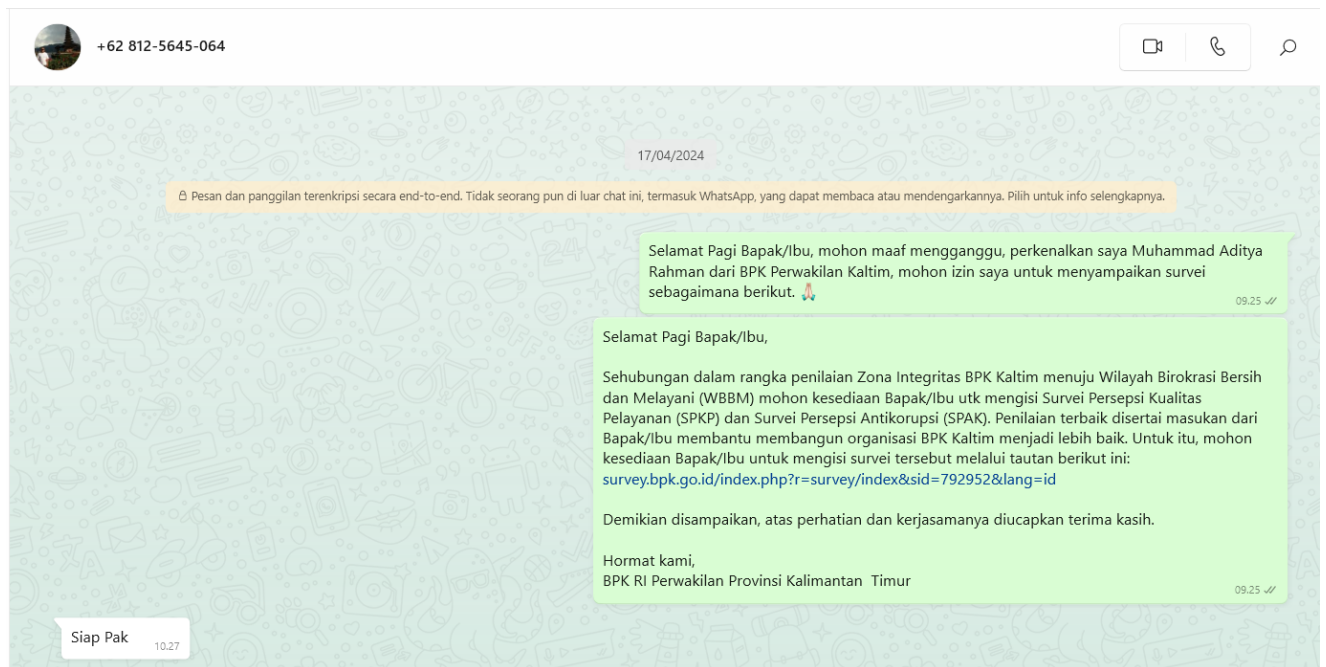 +62 812-5645-064
17/04/2024
Pesan dan panggilan terenkripsi secara end-to-end. Tidak seorang pun di luar chat ini, termasuk WhatsApp, yang dapat membaca atau mendengarkannya. Pilih untuk info selengkapnya.
Selamat Pagi Bapak/Ibu, mohon maaf mengganggu, perkenalkan saya Muhammad Aditya
Rahman dari BPK Perwakilan Kaltim, mohon izin saya untuk menyampaikan survei
sebagaimana berikut. 🙏🏻
09.25
Selamat Pagi Bapak/Ibu,
Sehubungan dalam rangka penilaian Zona Integritas BPK Kaltim menuju Wilayah Birokrasi Bersih
dan Melayani (WBBM) mohon kesediaan Bapak/Ibu utk mengisi Survei Persepsi Kualitas
Pelayanan (SPKP) dan Survei Persepsi Antikorupsi (SPAK). Penilaian terbaik disertai masukan dari
Bapak/Ibu membantu membangun organisasi BPK Kaltim menjadi lebih baik. Untuk itu, mohon
kesediaan Bapak/Ibu untuk mengisi survei tersebut melalui tautan berikut ini:
survey.bpk.go.id/index.php?r=survey/index&sid=792952&lang=id
Demikian disampaikan, atas perhatian dan kerjasamanya diucapkan terima kasih.
Hormat kami,
BPK RI Perwakilan Provinsi Kalimantan  Timur
09.25
Siap Pak
10.27